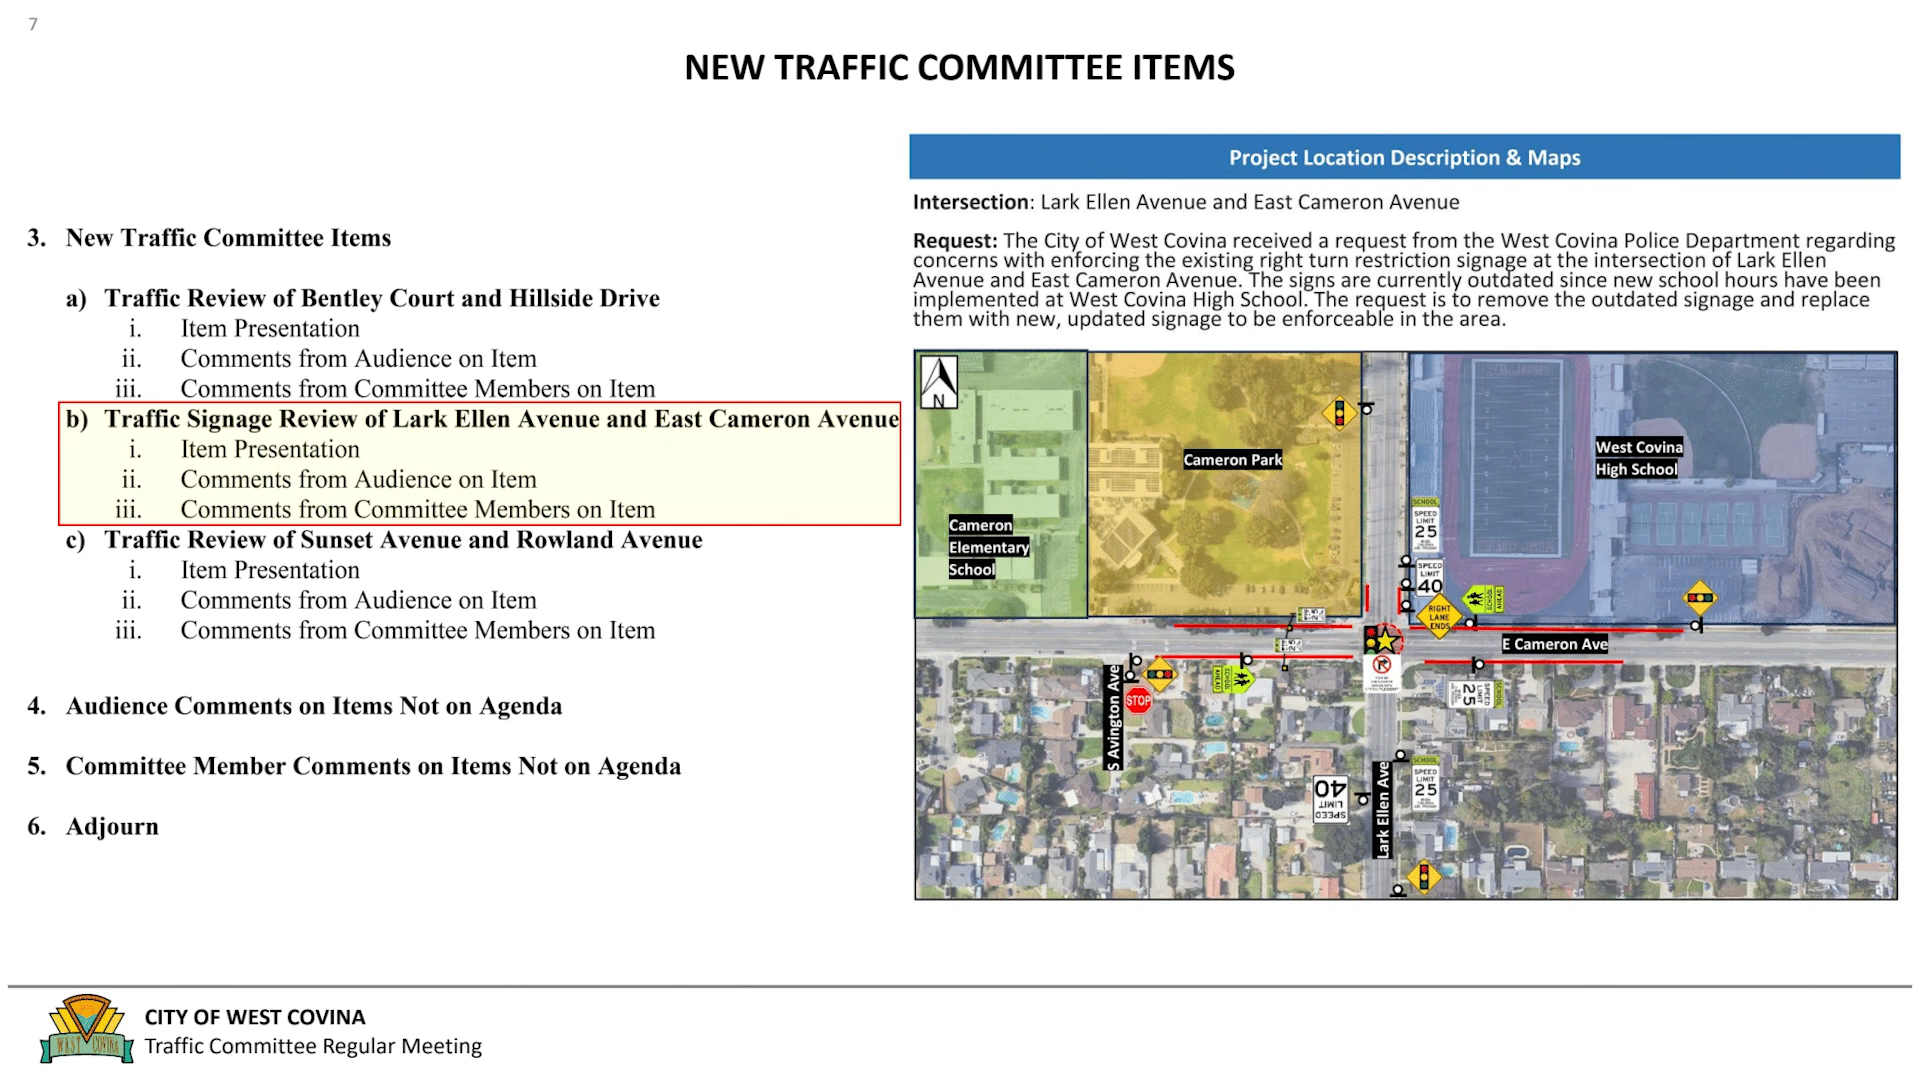 7
NEW TRAFFIC COMMITTEE ITEMS
3. New Traffic Committee Items
a) Traffic Review of Bentley Court and Hillside Drive
i. Item Presentation
ii. Comments from Audience on Item
iii. Comments from Committee Members on Item
b) Traffic Signage Review of Lark Ellen Avenue and East Cameron Avenue
i. Item Presentation
ii. Comments from Audience on Item
iii. Comments from Committee Members on Item
c) Traffic Review of Sunset Avenue and Rowland Avenue
i. Item Presentation
ii. Comments from Audience on Item
iii. Comments from Committee Members on Item
4. Audience Comments on Items Not on Agenda
5. Committee Member Comments on Items Not on Agenda
6. Adjourn
Project Location Description & Maps
Intersection: Lark Ellen Avenue and East Cameron Avenue
Request: The City of West Covina received a request from the West Covina Police Department regarding
concerns with enforcing the existing right turn restriction signage at the intersection of Lark Ellen
Avenue and East Cameron Avenue. The signs are currently outdated since new school hours have been
implemented at West Covina High School. The request is to remove the outdated signage and replace
them with new, updated signage to be enforceable in the area.
N
Cameron Park
West Covina
High School
Cameron
Elementary
School
SCHOOL
SPEED
LIMIT
25
SPEED
LIMIT
40
RIGHT
LANE
ENDS
SCHOOL
AHEAD
E Cameron Ave
S Avington Ave
STOP
SCHOOL
AHEAD
SCHOOL
SPEED
LIMIT
25
SPEED
LIMIT
40
Lark Ellen Ave
SCHOOL
SPEED
LIMIT
25
WEST COVINA
CITY OF WEST COVINA
Traffic Committee Regular Meeting